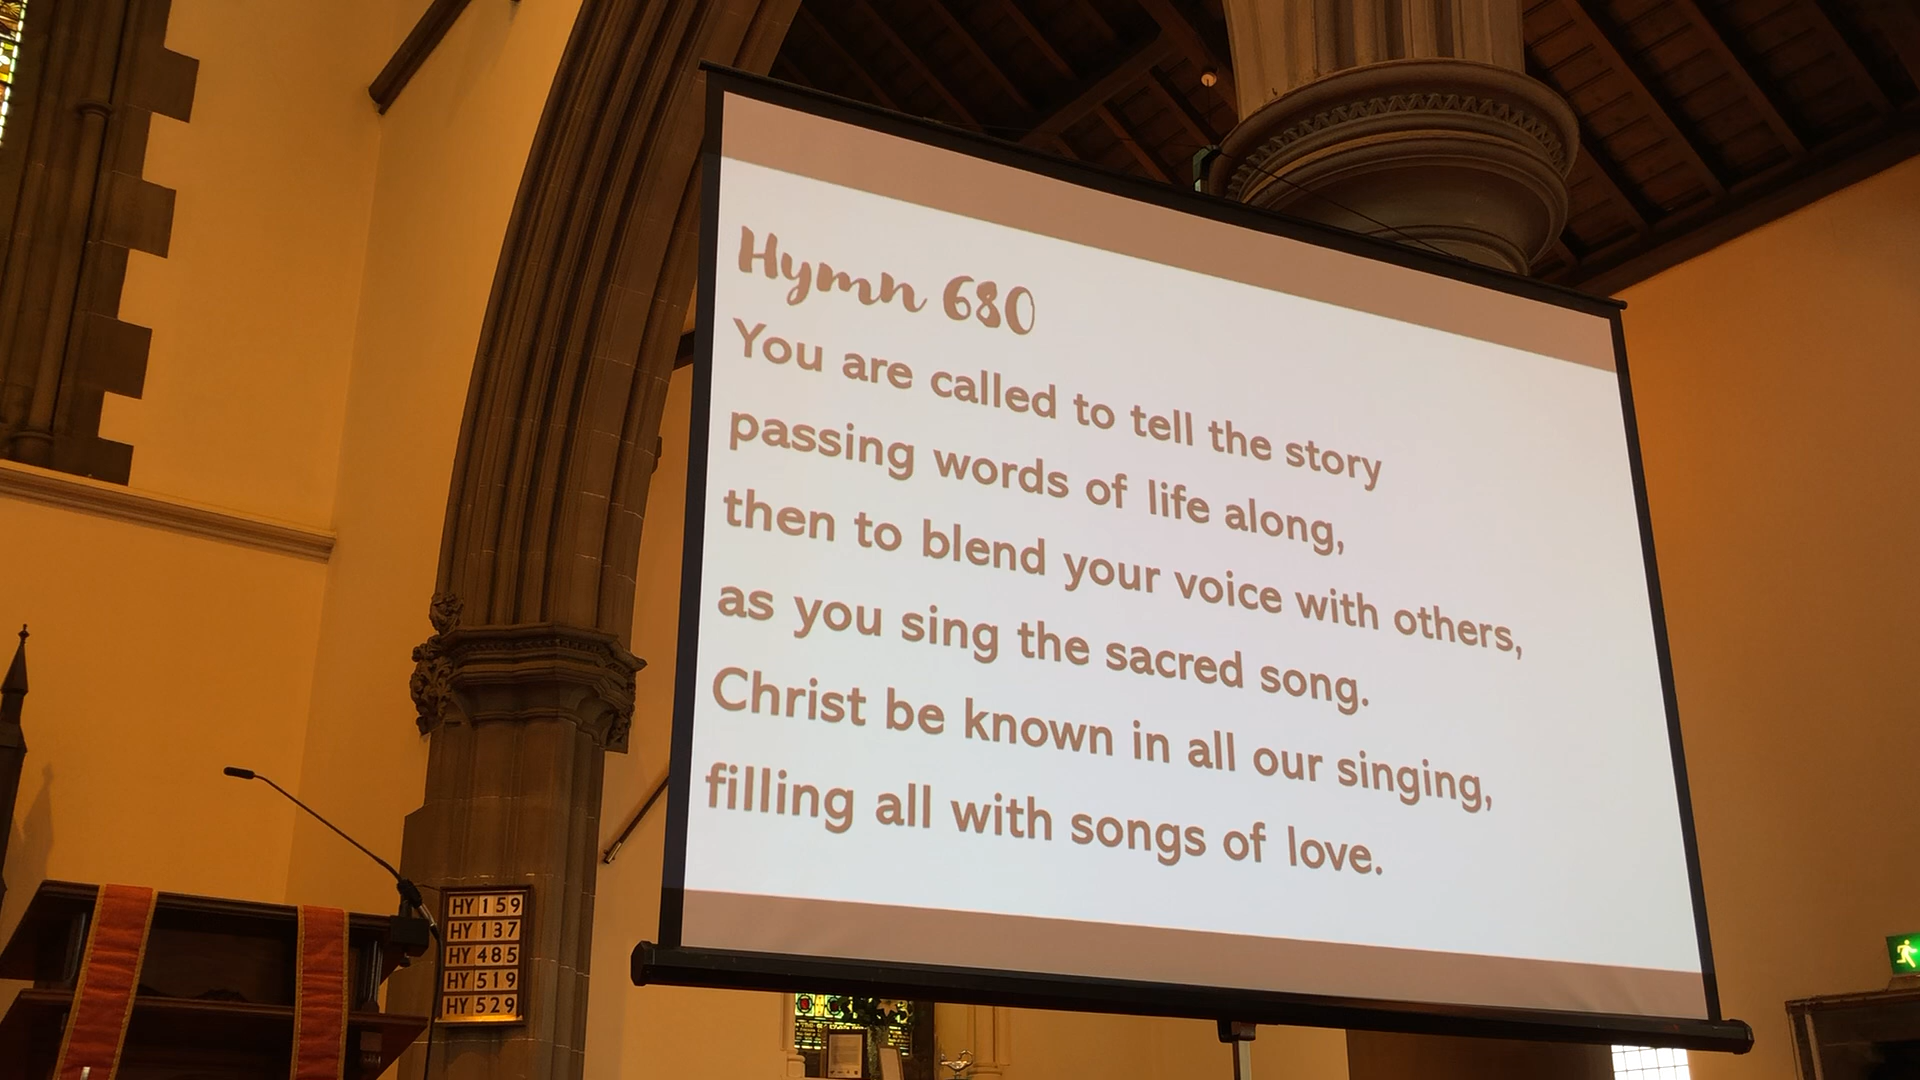 Hymn 680
You are called to tell the story
passing words of life along,
then to blend your voice with others,
as you sing the sacred song.
Christ be known in all our singing,
filling all with songs of love.
HY 159
HY 137
HY 485
HY 519
HY 529